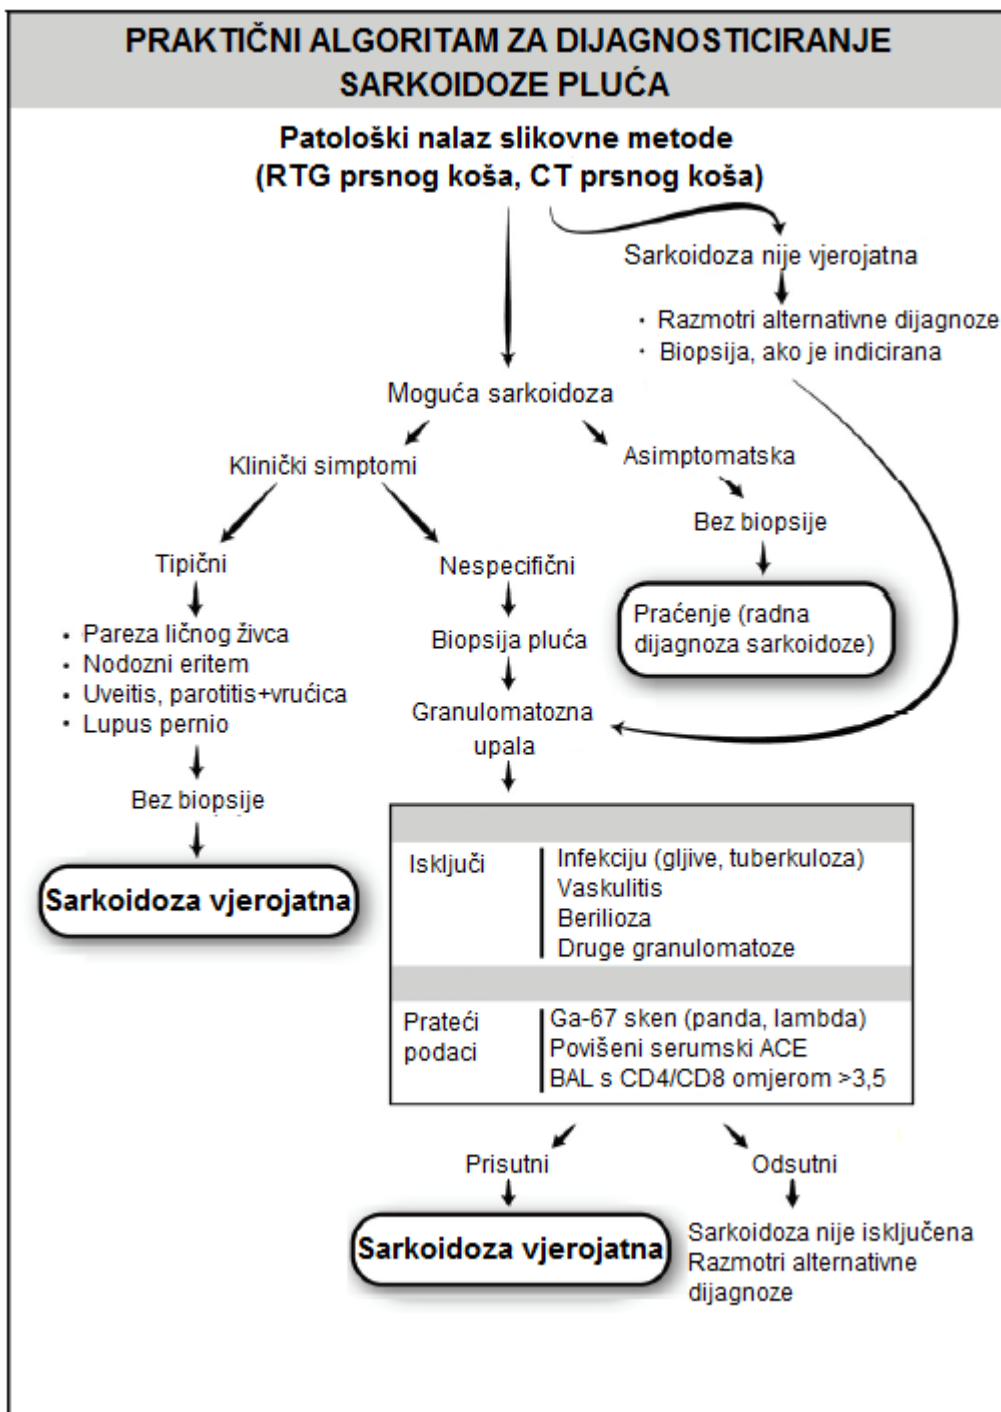 PRAKTIČNI ALGORITAM ZA DIJAGNOSTICIRANJE
SARKOIDOZE PLUĆA
Patološki nalaz slikovne metode
(RTG prsnog koša, CT prsnog koša)
Sarkoidoza nije vjerojatna
· Razmotri alternativne dijagnoze
· Biopsija, ako je indicirana
Moguća sarkoidoza
Klinički simptomi
Asimptomatska
Bez biopsije
Praćenje (radna
dijagnoza sarkoidoze)
Tipični
• Pareza ličnog živca
• Nodozni eritem
• Uveitis, parotitis+vrućica
• Lupus pernio
Bez biopsije
Sarkoidoza vjerojatna
Nespecifični
Biopsija pluća
Granulomatozna
upala
Isključi
Infekciju (gljive, tuberkuloza)
Vaskulitis
Berilioza
Druge granulomatoze
Prateći
podaci
Ga-67 sken (panda, lambda)
Povišeni serumski ACE
BAL s CD4/CD8 omjerom >3,5
Prisutni
Sarkoidoza vjerojatna
Odsutni
Sarkoidoza nije isključena
Razmotri alternativne
dijagnoze